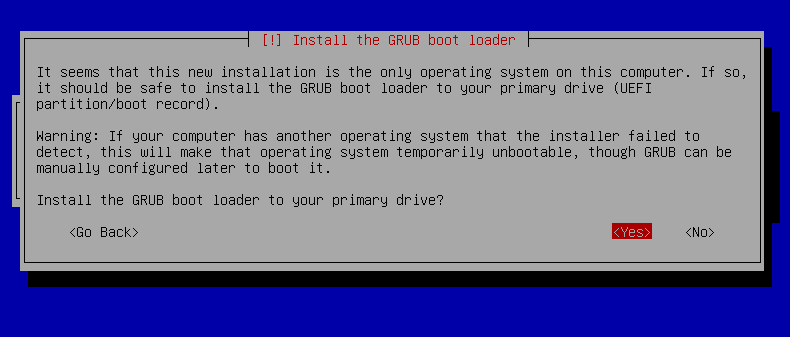 [!] Install the GRUB boot loader
It seems that this new installation is the only operating system on this computer. If so,
it should be safe to install the GRUB boot loader to your primary drive (UEFI
partition/boot record).
Warning: If your computer has another operating system that the installer failed to
detect, this will make that operating system temporarily unbootable, though GRUB can be
manually configured later to boot it.
Install the GRUB boot loader to your primary drive?
<Go Back> <Yes> <No>